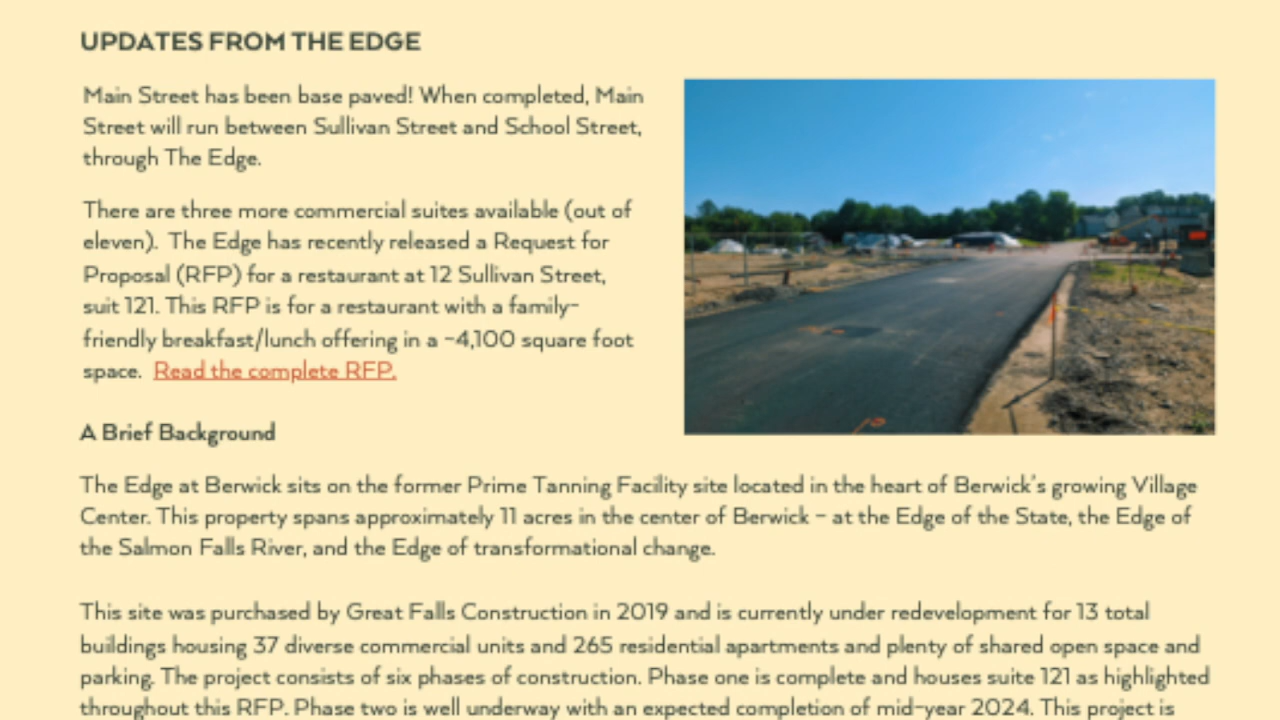 UPDATES FROM THE EDGE
Main Street has been base paved! When completed, Main
Street will run between Sullivan Street and School Street,
through The Edge.
There are three more commercial suites available (out of
eleven).  The Edge has recently released a Request for
Proposal (RFP) for a restaurant at 12 Sullivan Street,
suit 121. This RFP is for a restaurant with a family-
friendly breakfast/lunch offering in a ~4,100 square foot
space.  Read the complete RFP.
A Brief Background
The Edge at Berwick sits on the former Prime Tanning Facility site located in the heart of Berwick's growing Village
Center. This property spans approximately 11 acres in the center of Berwick – at the Edge of the State, the Edge of
the Salmon Falls River, and the Edge of transformational change.
This site was purchased by Great Falls Construction in 2019 and is currently under redevelopment for 13 total
buildings housing 37 diverse commercial units and 265 residential apartments and plenty of shared open space and
parking. The project consists of six phases of construction. Phase one is complete and houses suite 121 as highlighted
throughout this RFP. Phase two is well underway with an expected completion of mid-year 2024. This project is